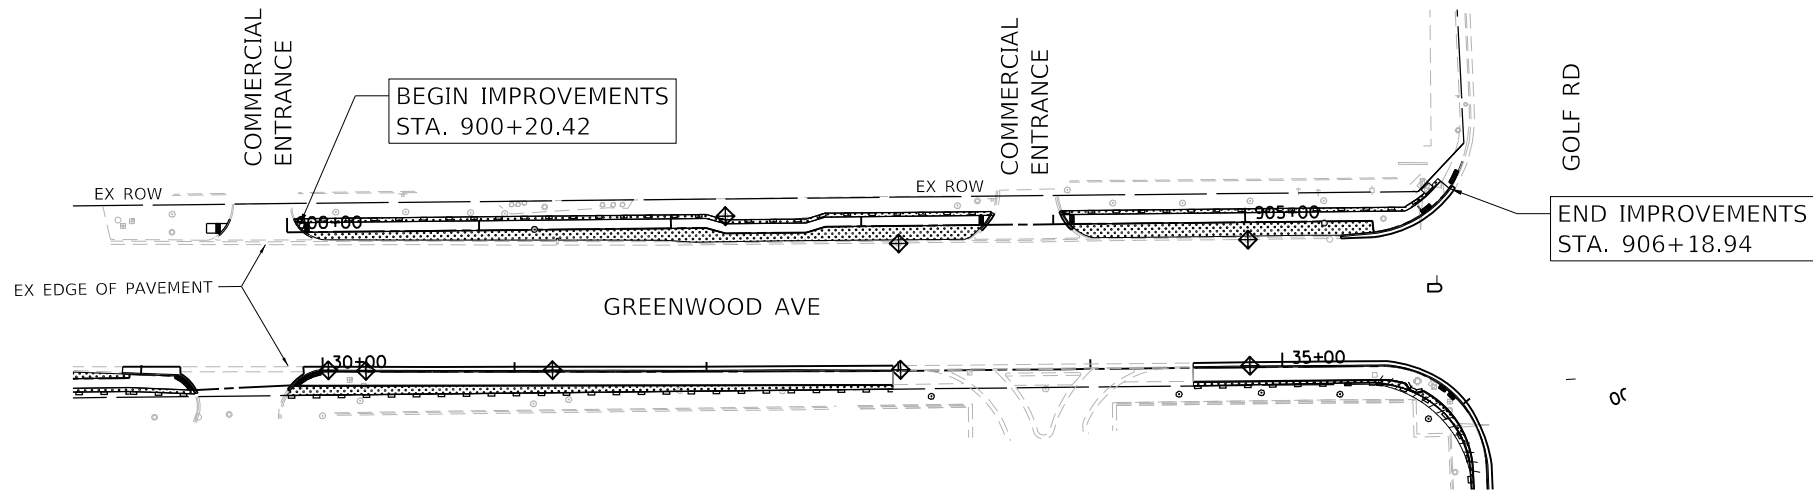 COMMERCIAL
ENTRANCE
BEGIN IMPROVEMENTS
STA. 900+20.42
COMMERCIAL
ENTRANCE
GOLF RD
EX ROW
EX ROW
900+00
905+00
END IMPROVEMENTS
STA. 906+18.94
EX EDGE OF PAVEMENT
GREENWOOD AVE
30+00
35+00